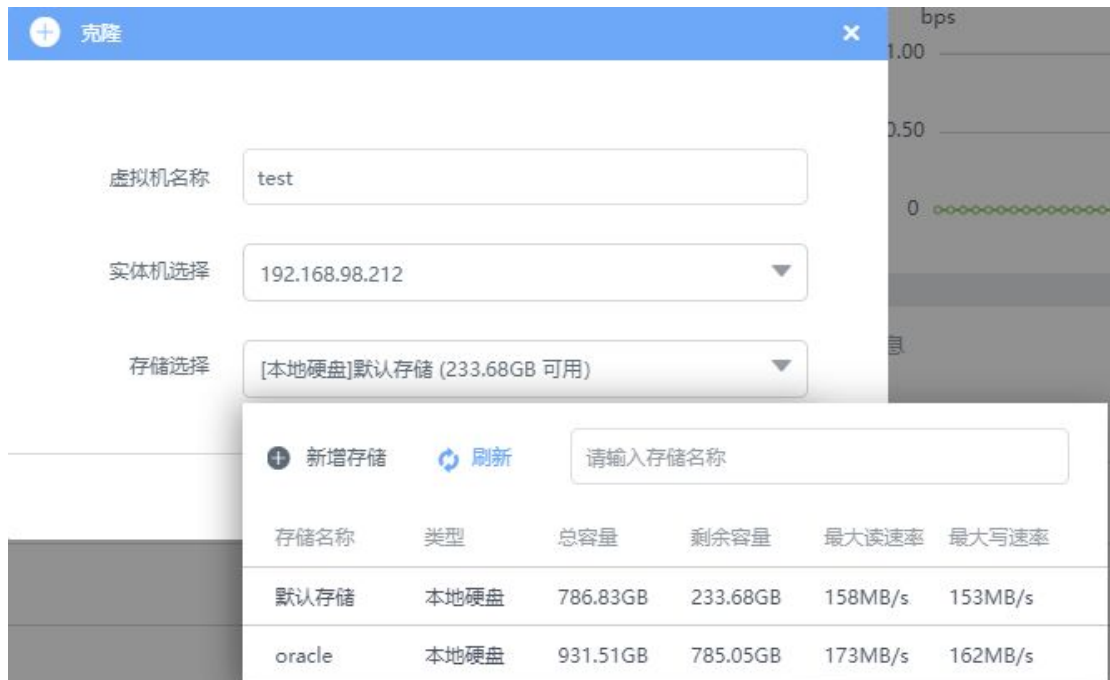 克隆
bps
1.00
0.50
0
虚拟机名称 test
实体机选择 192.168.98.212
存储选择 [本地硬盘]默认存储 (233.68GB 可用)
息
新增存储 刷新 请输入存储名称
存储名称 类型 总容量 剩余容量 最大读速率 最大写速率
默认存储 本地硬盘 786.83GB 233.68GB 158MB/s 153MB/s
oracle 本地硬盘 931.51GB 785.05GB 173MB/s 162MB/s